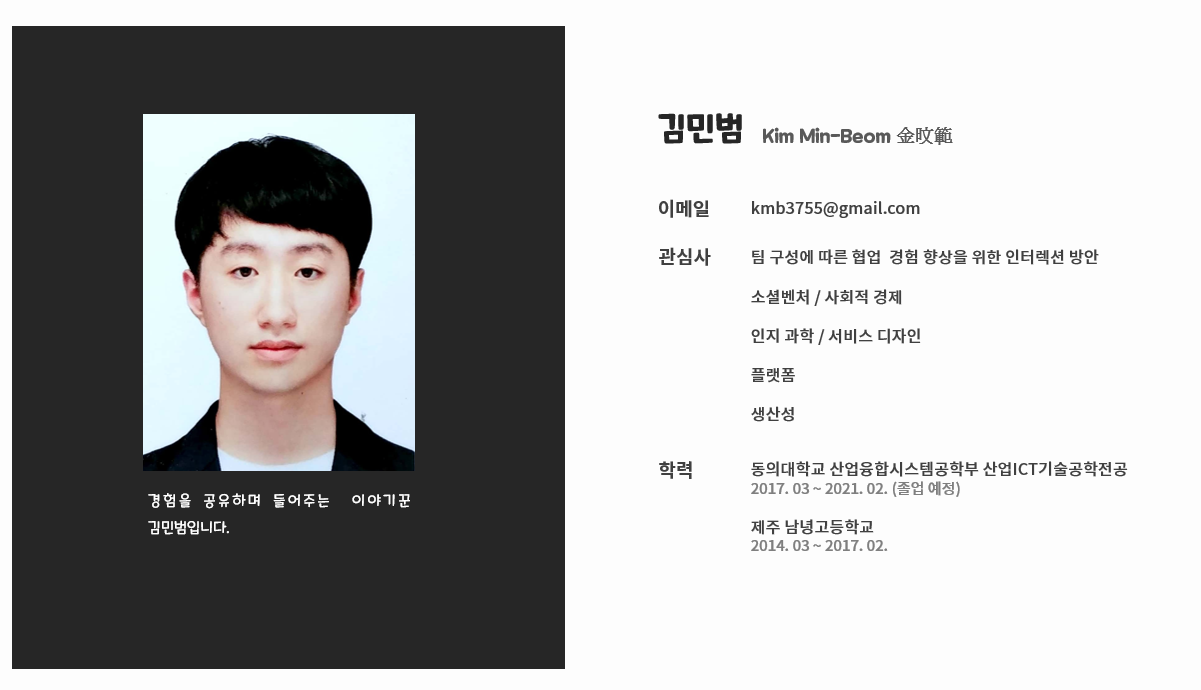 경험을 공유하며 들어주는 이야기꾼
김민범입니다.
김민범 Kim Min-Beom 金旼範
이메일 kmb3755@gmail.com
관심사 팀 구성에 따른 협업 경험 향상을 위한 인터렉션 방안
소셜벤처 / 사회적 경제
인지 과학 / 서비스 디자인
플랫폼
생산성
학력 동의대학교 산업융합시스템공학부 산업ICT기술공학전공
2017. 03 ~ 2021. 02. (졸업 예정)
제주 남녕고등학교
2014. 03 ~ 2017. 02.